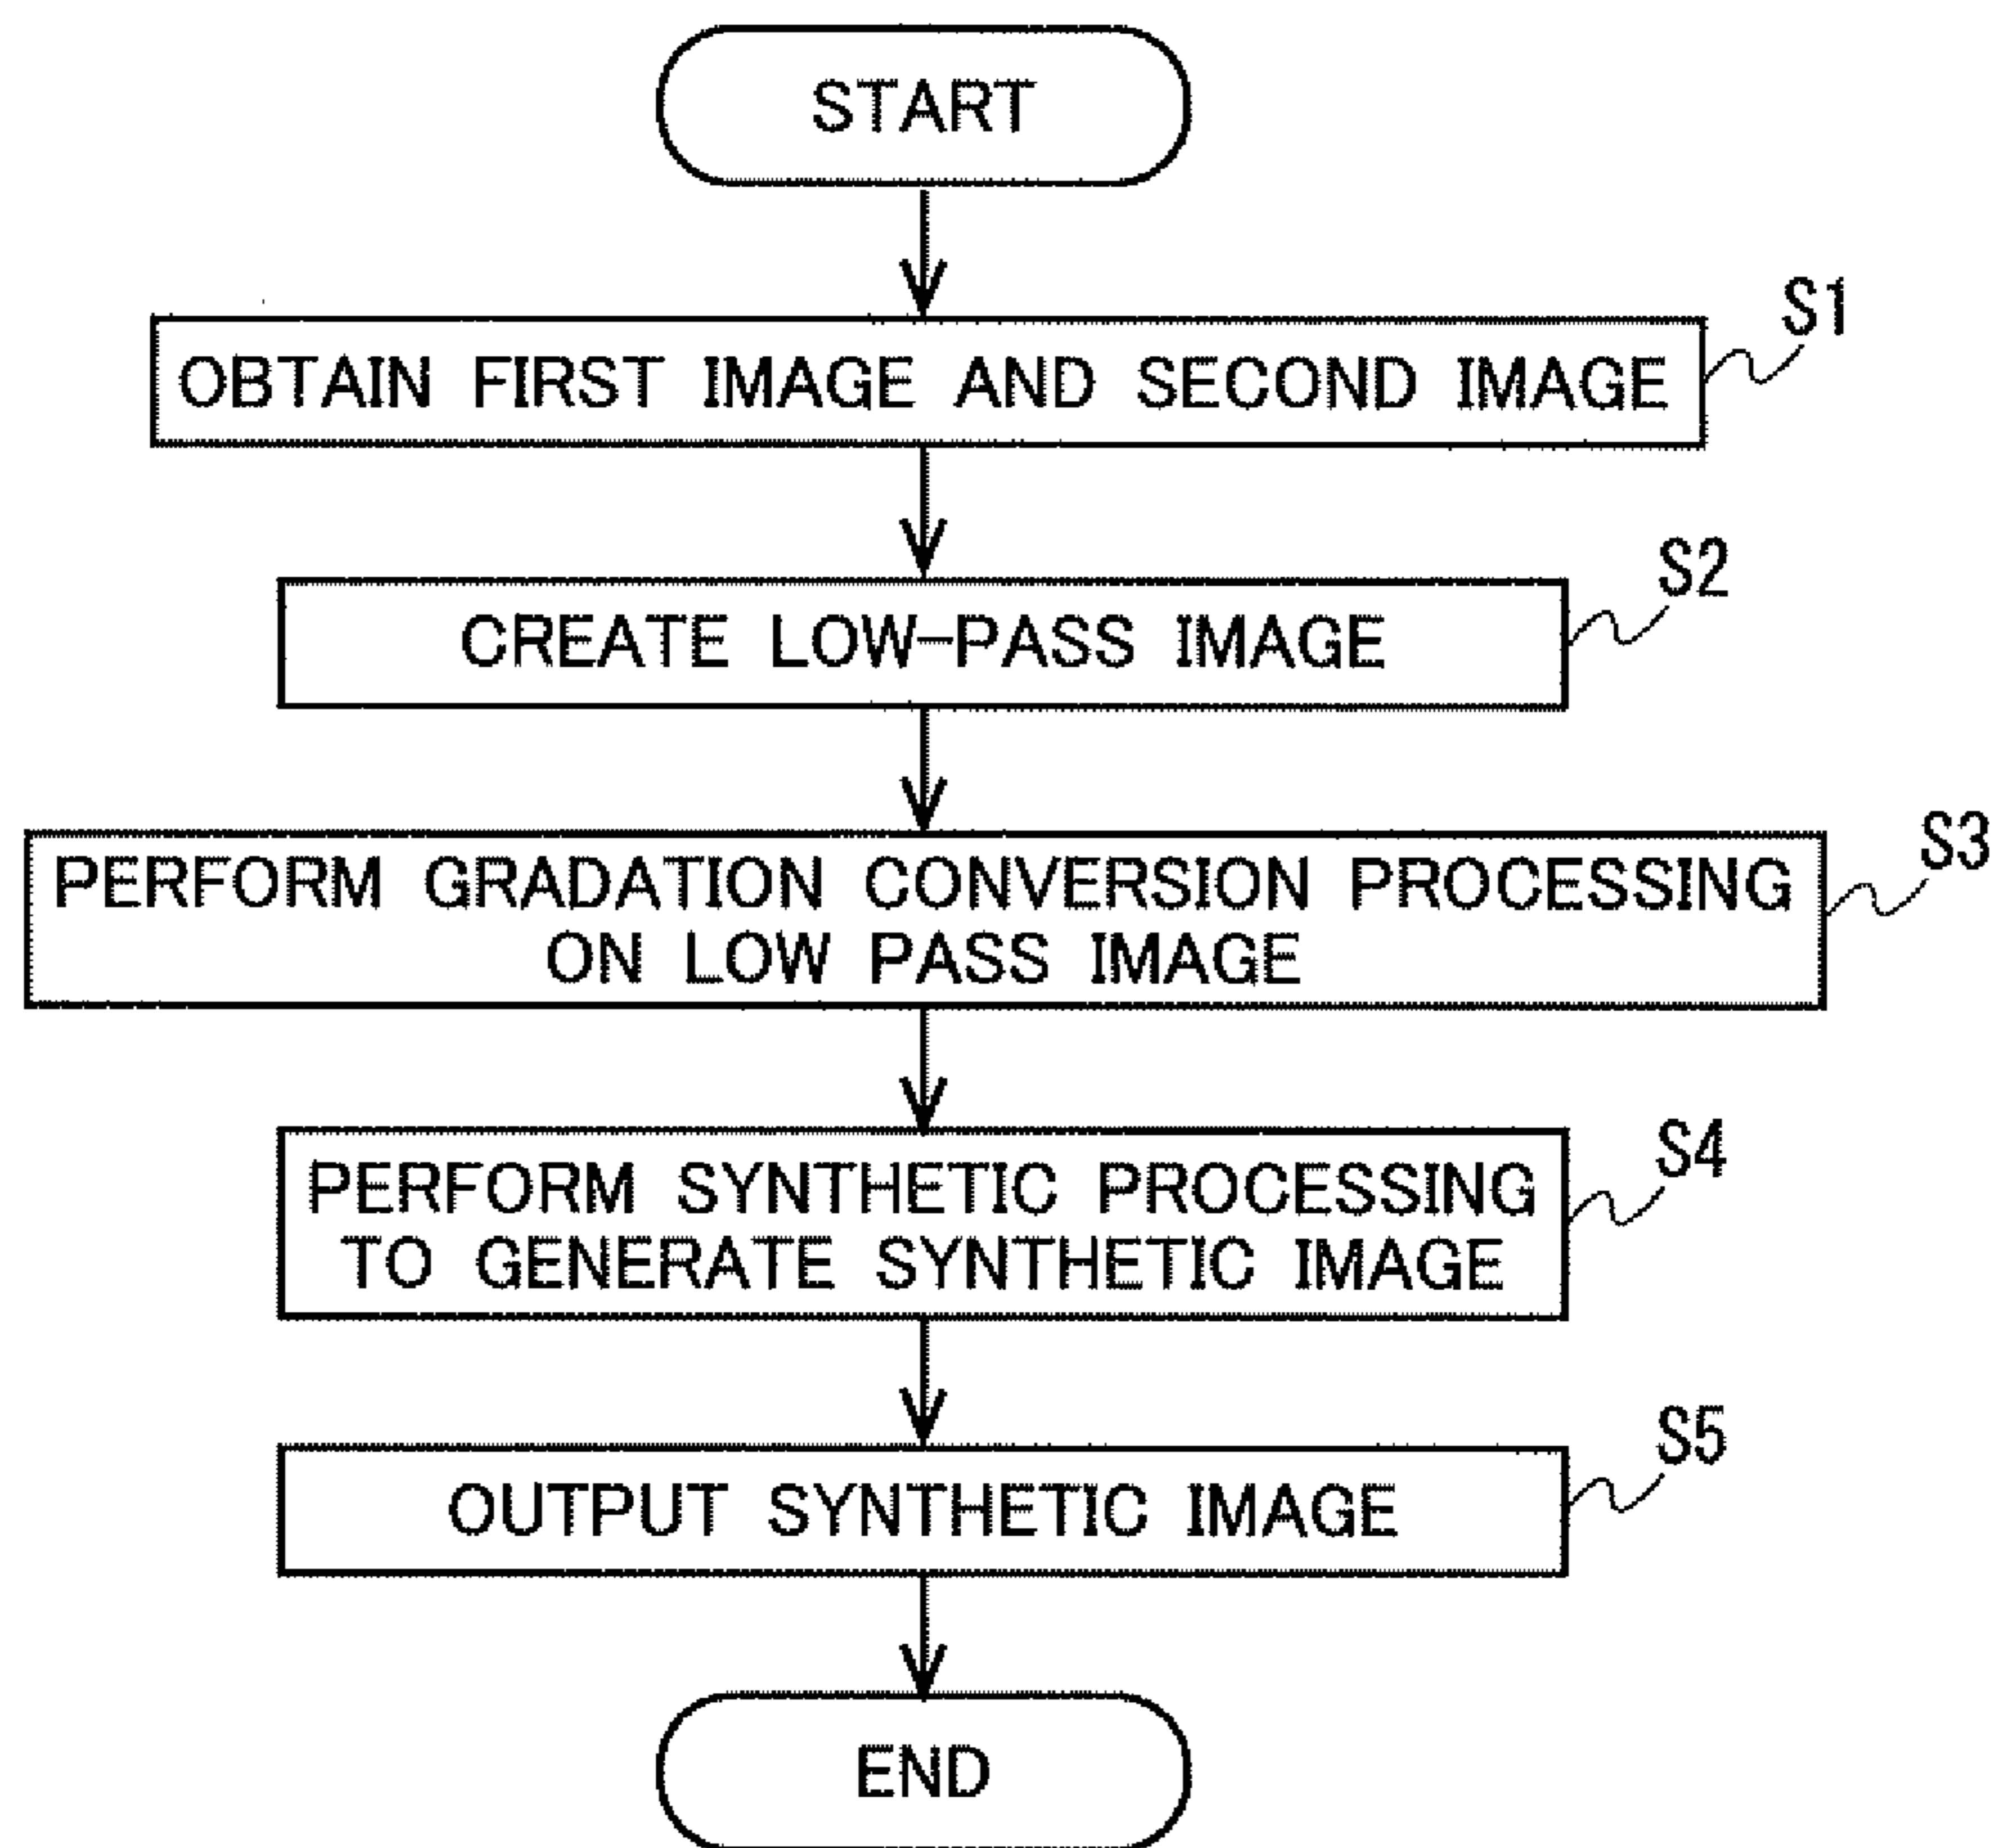 START
S1
OBTAIN FIRST IMAGE AND SECOND IMAGE
S2
CREATE LOW-PASS IMAGE
S3
PERFORM GRADATION CONVERSION PROCESSING
ON LOW PASS IMAGE
S4
PERFORM SYNTHETIC PROCESSING
TO GENERATE SYNTHETIC IMAGE
S5
OUTPUT SYNTHETIC IMAGE
END